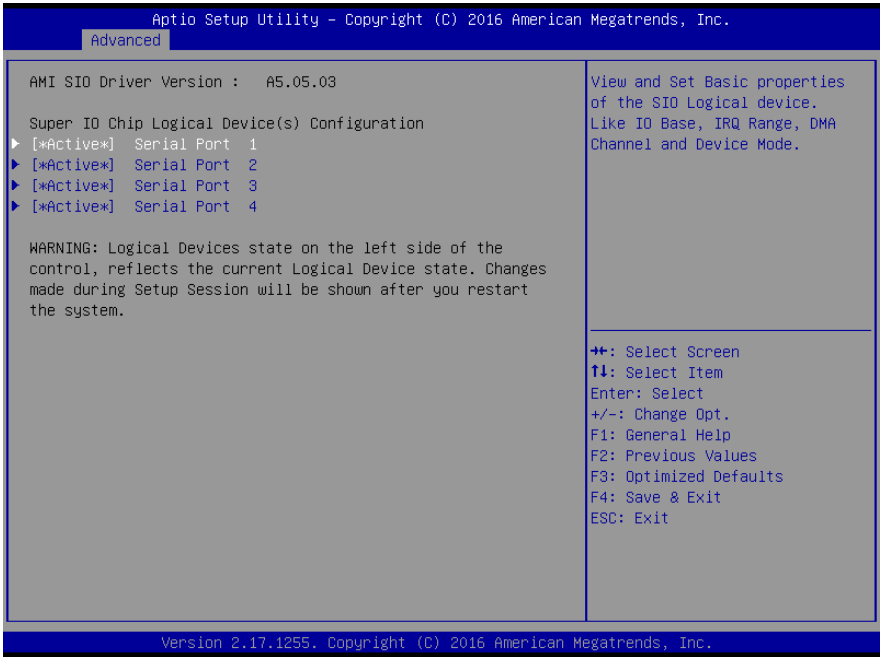 Aptio Setup Utility – Copyright (C) 2016 American Megatrends, Inc.
Advanced
AMI SIO Driver Version :   A5.05.03
Super IO Chip Logical Device(s) Configuration
[*Active*]  Serial Port  1
[*Active*]  Serial Port  2
[*Active*]  Serial Port  3
[*Active*]  Serial Port  4
WARNING: Logical Devices state on the left side of the
control, reflects the current Logical Device state. Changes
made during Setup Session will be shown after you restart
the system.
View and Set Basic properties
of the SIO Logical device.
Like IO Base, IRQ Range, DMA
Channel and Device Mode.
→←: Select Screen
↑↓: Select Item
Enter: Select
+/-: Change Opt.
F1: General Help
F2: Previous Values
F3: Optimized Defaults
F4: Save & Exit
ESC: Exit
Version 2.17.1255. Copyright (C) 2016 American Megatrends, Inc.